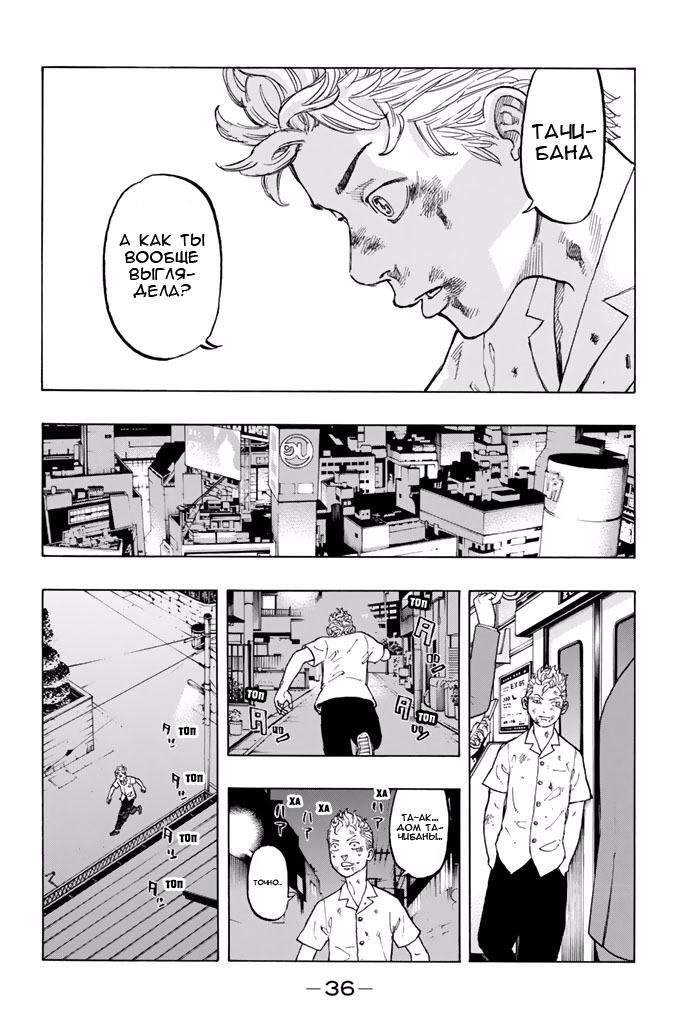 ТАЧИ-
БАНА
А КАК ТЫ
ВООБЩЕ
ВЫГЛЯ-
ДЕЛА?
ТОП
ТОП
ТОП
ТОП
ТОП
ТОП
ТОП
ХА
ХА
ХА
ТА-АК...
ДОМ ТА-
ЧИБАНЫ...
ТОЧНО...
—36—